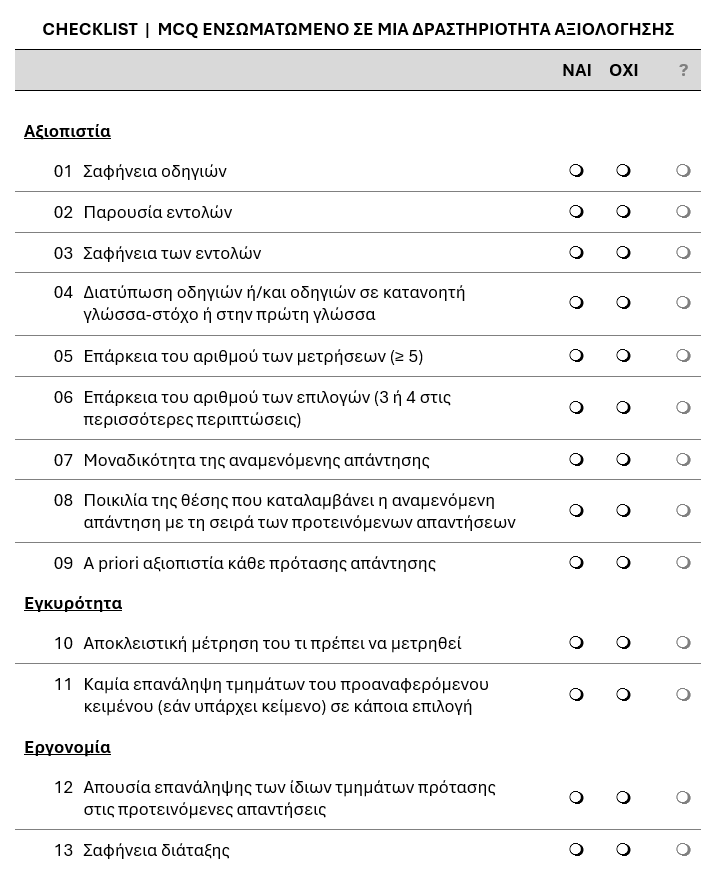 CHECKLIST | MCQ ΕΝΣΩΜΑΤΩΜΕΝΟ ΣΕ ΜΙΑ ΔΡΑΣΤΗΡΙΟΤΗΤΑ ΑΞΙΟΛΟΓΗΣΗΣ
ΝΑΙ ΟΧΙ ?
Αξιοπιστία
01 Σαφήνεια οδηγιών
02 Παρουσία εντολών
03 Σαφήνεια των εντολών
04 Διατύπωση οδηγιών ή/και οδηγιών σε κατανοητή
γλώσσα-στόχο ή στην πρώτη γλώσσα
05 Επάρκεια του αριθμού των μετρήσεων (≥ 5)
06 Επάρκεια του αριθμού των επιλογών (3 ή 4 στις
περισσότερες περιπτώσεις)
07 Μοναδικότητα της αναμενόμενης απάντησης
08 Ποικιλία της θέσης που καταλαμβάνει η αναμενόμενη
απάντηση με τη σειρά των προτεινόμενων απαντήσεων
09 A priori αξιοπιστία κάθε πρότασης απάντησης
Εγκυρότητα
10 Αποκλειστική μέτρηση του τι πρέπει να μετρηθεί
11 Καμία επανάληψη τμημάτων του προαναφερόμενου
κειμένου (εάν υπάρχει κείμενο) σε κάποια επιλογή
Εργονομία
12 Απουσία επανάληψης των ίδιων τμημάτων πρότασης
στις προτεινόμενες απαντήσεις
13 Σαφήνεια διάταξης